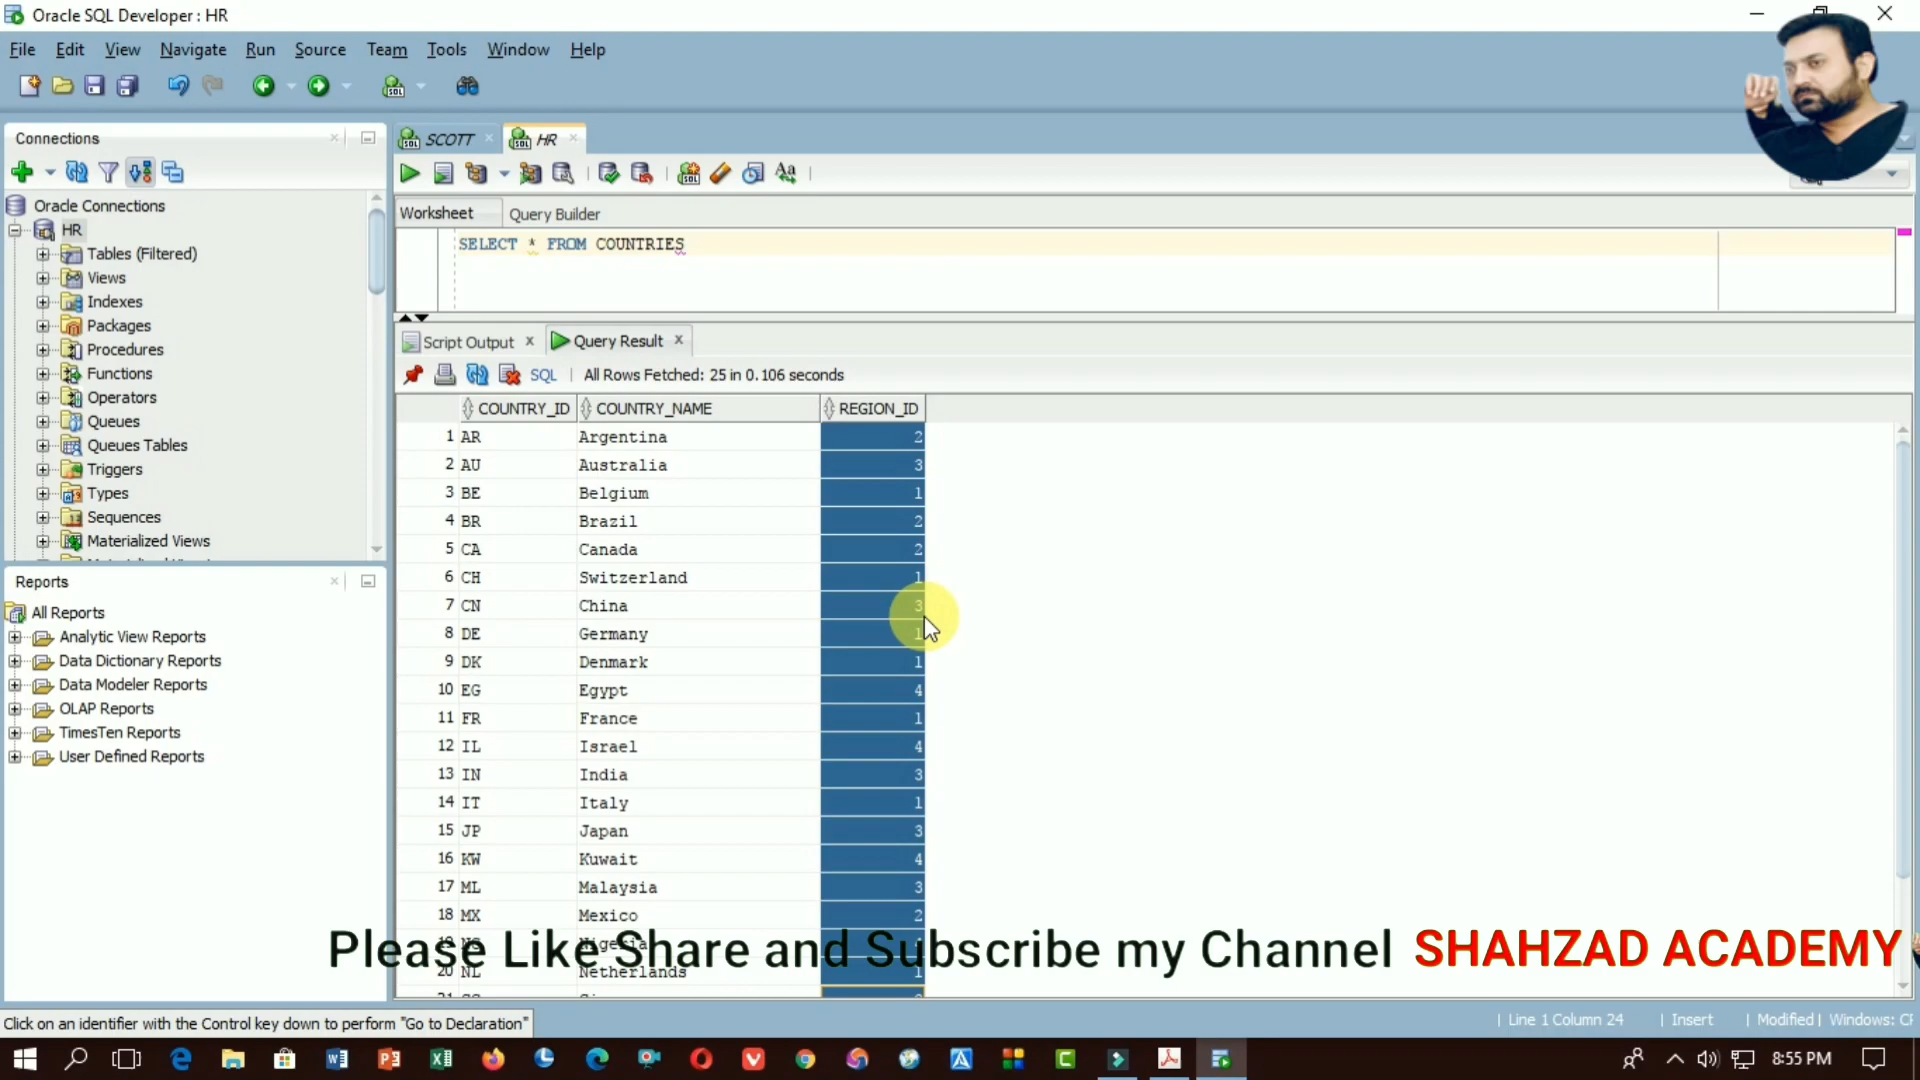 Oracle SQL Developer : HR
File Edit View Navigate Run Source Team Tools Window Help
Connections
Oracle Connections
HR
Tables (Filtered)
Views
Indexes
Packages
Procedures
Functions
Operators
Queues
Queues Tables
Triggers
Types
Sequences
Materialized Views
Reports
All Reports
Analytic View Reports
Data Dictionary Reports
Data Modeler Reports
OLAP Reports
TimesTen Reports
User Defined Reports
SCOTT HR
Worksheet Query Builder
SELECT * FROM COUNTRIES
Script Output Query Result
SQL All Rows Fetched: 25 in 0.106 seconds
COUNTRY_ID COUNTRY_NAME REGION_ID
1 AR Argentina 2
2 AU Australia 3
3 BE Belgium 1
4 BR Brazil 2
5 CA Canada 2
6 CH Switzerland 1
7 CN China 3
8 DE Germany 1
9 DK Denmark 1
10 EG Egypt 4
11 FR France 1
12 IL Israel 4
13 IN India 3
14 IT Italy 1
15 JP Japan 3
16 KW Kuwait 4
17 ML Malaysia 3
18 MX Mexico 2
19 NG Nigeria
20 NL Netherlands 1
Please Like Share and Subscribe my Channel SHAHZAD ACADEMY
Click on an identifier with the Control key down to perform "Go to Declaration"
Line 1 Column 24 Insert Modified Windows:
8:55 PM